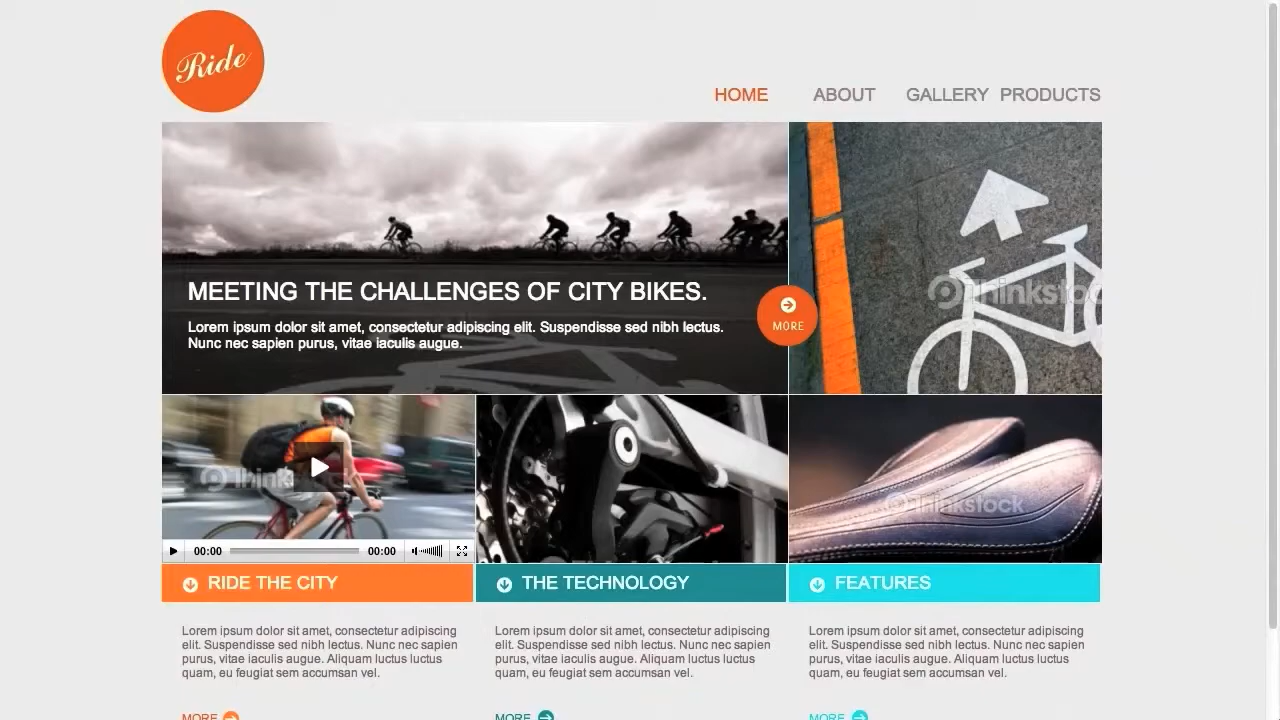 Ride
HOME ABOUT GALLERY PRODUCTS
MEETING THE CHALLENGES OF CITY BIKES.
Lorem ipsum dolor sit amet, consectetur adipiscing elit. Suspendisse sed nibh lectus.
Nunc nec sapien purus, vitae iaculis augue.
MORE
Thinkstoc
Think
Thinkstock
00:00 00:00
RIDE THE CITY
Lorem ipsum dolor sit amet, consectetur adipiscing
elit. Suspendisse sed nibh lectus. Nunc nec sapien
purus, vitae iaculis augue. Aliquam luctus luctus
quam, eu feugiat sem accumsan vel.
MORE
THE TECHNOLOGY
Lorem ipsum dolor sit amet, consectetur adipiscing
elit. Suspendisse sed nibh lectus. Nunc nec sapien
purus, vitae iaculis augue. Aliquam luctus luctus
quam, eu feugiat sem accumsan vel.
MORE
FEATURES
Lorem ipsum dolor sit amet, consectetur adipiscing
elit. Suspendisse sed nibh lectus. Nunc nec sapien
purus, vitae iaculis augue. Aliquam luctus luctus
quam, eu feugiat sem accumsan vel.
MORE